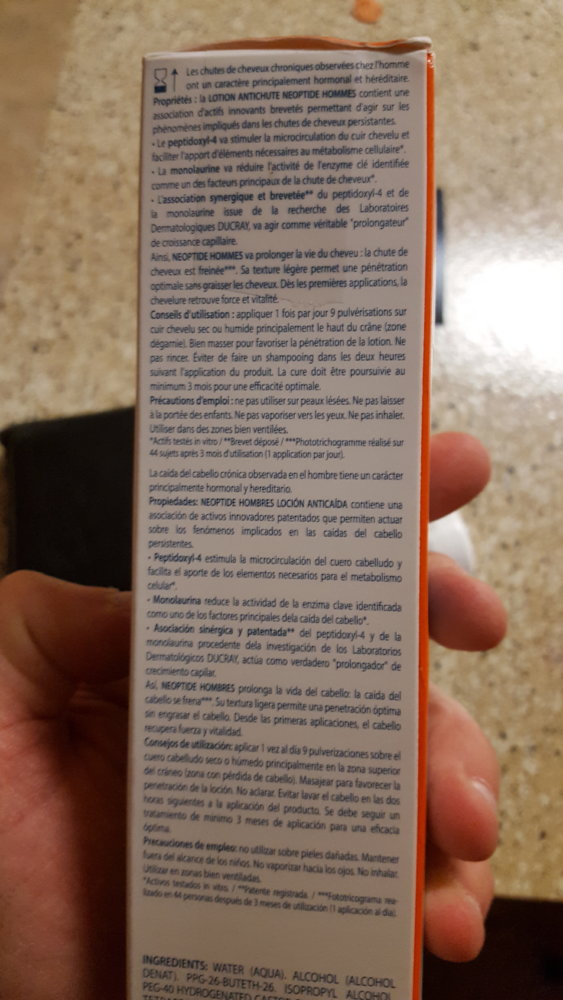 Les chutes de cheveux chroniques observées chez l'homme
ont un caractère principalement hormonal et héréditaire.
Propriétés : la LOTION ANTICHUTE NEOPTIDE HOMMES contient une
association d'actifs innovants brevetés permettant d'agir sur les
phénomènes impliqués dans les chutes de cheveux persistantes.
• Le peptidoxyl-4 va stimuler la microcirculation du cuir chevelu et
faciliter l'apport d'éléments nécessaires au métabolisme cellulaire*.
• La monolaurine va réduire l'activité de l'enzyme clé identifiée
comme un des facteurs principaux de la chute de cheveux*.
• L'association synergique et brevetée** du peptidoxyl-4 et de
la monolaurine issue de la recherche des Laboratoires
Dermatologiques DUCRAY, va agir comme véritable "prolongateur"
de croissance capillaire.
Ainsi, NEOPTIDE HOMMES va prolonger la vie du cheveu : la chute de
cheveux est freinée***. Sa texture légère permet une pénétration
optimale sans graisser les cheveux. Dès les premières applications, la
chevelure retrouve force et vitalité.
Conseils d'utilisation : appliquer 1 fois par jour 9 pulvérisations sur
cuir chevelu sec ou humide principalement le haut du crâne (zone
dégarnie). Bien masser pour favoriser la pénétration de la lotion. Ne
pas rincer. Éviter de faire un shampooing dans les deux heures
suivant l'application du produit. La cure doit être poursuivie au
minimum 3 mois pour une efficacité optimale.
Précautions d'emploi : ne pas utiliser sur peaux lésées. Ne pas laisser
à la portée des enfants. Ne pas vaporiser vers les yeux. Ne pas inhaler.
Utiliser dans des zones bien ventilées.
*Actifs testés in vitro / **Brevet déposé / ***Phototrichogramme réalisé sur
44 sujets après 3 mois d'utilisation (1 application par jour).
La caída del cabello crónica observada en el hombre tiene un carácter
principalmente hormonal y hereditario.
Propiedades: NEOPTIDE HOMBRES LOCIÓN ANTICAÍDA contiene una
asociación de activos innovadores patentados que permiten actuar
sobre los fenómenos implicados en las caídas del cabello
persistentes.
• Peptidoxyl-4 estimula la microcirculación del cuero cabelludo y
facilita el aporte de los elementos necesarios para el metabolismo
celular*.
• Monolaurina reduce la actividad de la enzima clave identificada
como uno de los factores principales dela caída del cabello*.
• Asociación sinérgica y patentada** del peptidoxyl-4 y de la
monolaurina procedente dela investigación de los Laboratorios
Dermatológicos DUCRAY, actúa como verdadero "prolongador" de
crecimiento capilar.
Así, NEOPTIDE HOMBRES prolonga la vida del cabello: la caída del
cabello se frena***. Su textura ligera permite una penetración óptima
sin engrasar el cabello. Desde las primeras aplicaciones, el cabello
recupera fuerza y vitalidad.
Consejos de utilización: aplicar 1 vez al día 9 pulverizaciones sobre el
cuero cabelludo seco o húmedo principalmente en la zona superior
del cráneo (zona con pérdida de cabello). Masajear para favorecer la
penetración de la loción. No aclarar. Evitar lavar el cabello en las dos
horas siguientes a la aplicación del producto. Se debe seguir un
tratamiento de mínimo 3 meses de aplicación para una eficacia
óptima.
Precauciones de empleo: no utilizar sobre pieles dañadas. Mantener
fuera del alcance de los niños. No vaporizar hacia los ojos. No inhalar.
Utilizar en zonas bien ventiladas.
*Activos testados in vitro. / **Patente registrada. / ***Fototricograma rea-
lizado en 44 personas después de 3 meses de utilización (1 aplicación al día).
INGREDIENTS: WATER (AQUA). ALCOHOL (ALCOHOL
DENAT). PPG-26-BUTETH-26. ISOPROPYL ALCOHOL
PEG-40 HYDROGENATED